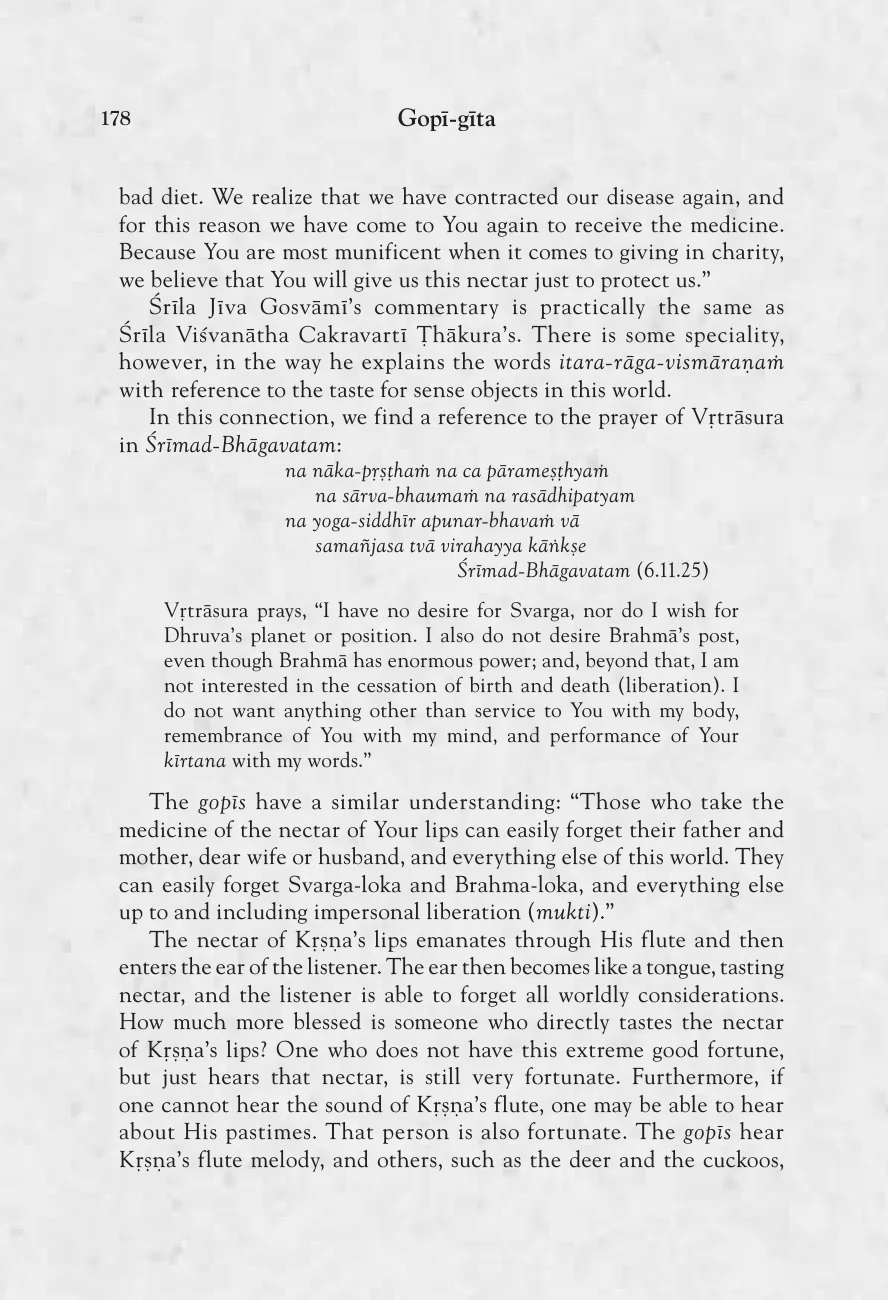 178
Gopī-gīta
bad diet. We realize that we have contracted our disease again, and
for this reason we have come to You again to receive the medicine.
Because You are most munificent when it comes to giving in charity,
we believe that You will give us this nectar just to protect us.”
Śrīla Jīva Gosvāmī’s commentary is practically the same as
Śrīla Viśvanātha Cakravartī Ṭhākura’s. There is some speciality,
however, in the way he explains the words itara-rāga-vismāraṇaṁ
with reference to the taste for sense objects in this world.
In this connection, we find a reference to the prayer of Vṛtrāsura
in Śrīmad-Bhāgavatam:
na nāka-pṛṣṭhaṁ na ca pārameṣṭhyaṁ
na sārva-bhaumaṁ na rasādhipatyam
na yoga-siddhīr apunar-bhavaṁ vā
samañjasa tvā virahayya kāṅkṣe
Śrīmad-Bhāgavatam (6.11.25)
Vṛtrāsura prays, “I have no desire for Svarga, nor do I wish for
Dhruva’s planet or position. I also do not desire Brahmā’s post,
even though Brahmā has enormous power; and, beyond that, I am
not interested in the cessation of birth and death (liberation). I
do not want anything other than service to You with my body,
remembrance of You with my mind, and performance of Your
kīrtana with my words.”
The gopīs have a similar understanding: “Those who take the
medicine of the nectar of Your lips can easily forget their father and
mother, dear wife or husband, and everything else of this world. They
can easily forget Svarga-loka and Brahma-loka, and everything else
up to and including impersonal liberation (mukti).”
The nectar of Kṛṣṇa’s lips emanates through His flute and then
enters the ear of the listener. The ear then becomes like a tongue, tasting
nectar, and the listener is able to forget all worldly considerations.
How much more blessed is someone who directly tastes the nectar
of Kṛṣṇa’s lips? One who does not have this extreme good fortune,
but just hears that nectar, is still very fortunate. Furthermore, if
one cannot hear the sound of Kṛṣṇa’s flute, one may be able to hear
about His pastimes. That person is also fortunate. The gopīs hear
Kṛṣṇa’s flute melody, and others, such as the deer and the cuckoos,